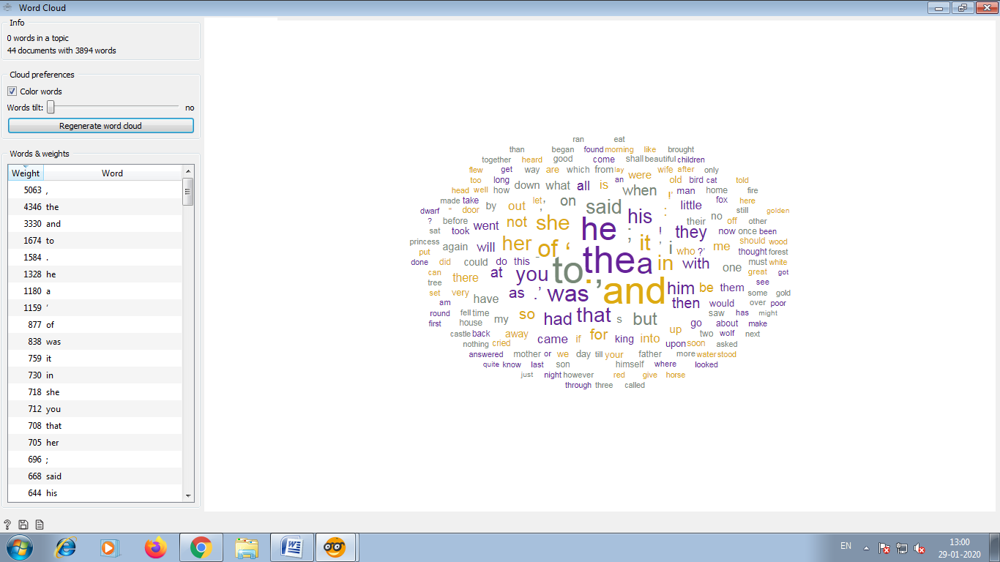 Word Cloud
Info
0 words in a topic
44 documents with 3894 words
Cloud preferences
Color words
Words tilt: no
Regenerate word cloud
Words & weights
Weight Word
5063 ,
4346 the
3330 and
1674 to
1584 .
1328 he
1180 a
1159 ’
877 of
838 was
759 it
730 in
718 she
712 you
708 that
705 her
696 ;
668 said
644 his
ran eat
than began found morning like brought
together heard good come shall beautiful children
flew get way are which from lay were wife after only
too long down what all is an old bird cat told
head well how when !’ man home fire
made take by out let ’ on said little fox here
dwarf " door , his : their no still golden
? before went not she he off other
sat took ; ! they now once been
princess again will her of ‘ it ’ i who ?’ me should wood
put thought forest
done did could do this the a in with one must white
can there at you to great got
tree . ’ and him be them see
set very have as .’ was some gold
am then would over poor
round fell time my so had that s but saw has might
first house go about make
castle back away came if for king into up two wolf next
nothing cried upon soon asked
answered mother or we day till your father more water stood
quite know last son himself where looked
just night however red give horse
through three called
EN
13:00
29-01-2020